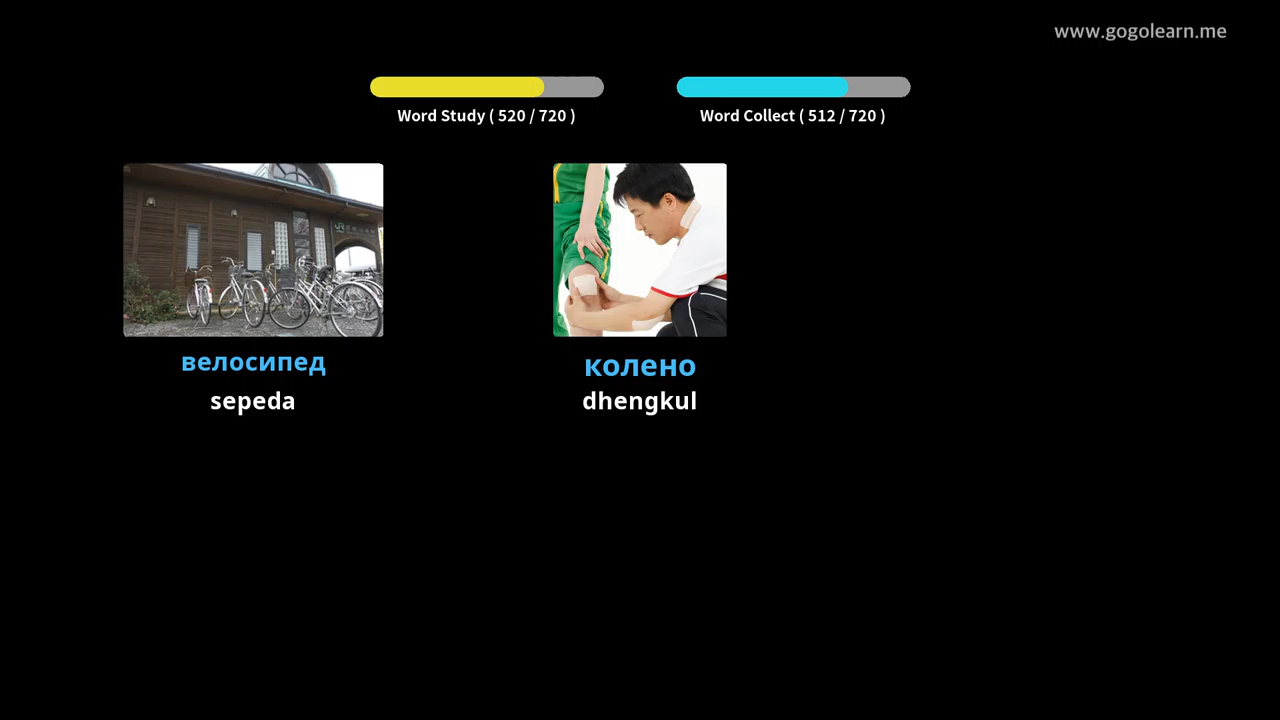 www.gogolearn.me
Word Study ( 520 / 720 )
Word Collect ( 512 / 720 )
велосипед
sepeda
колено
dhengkul